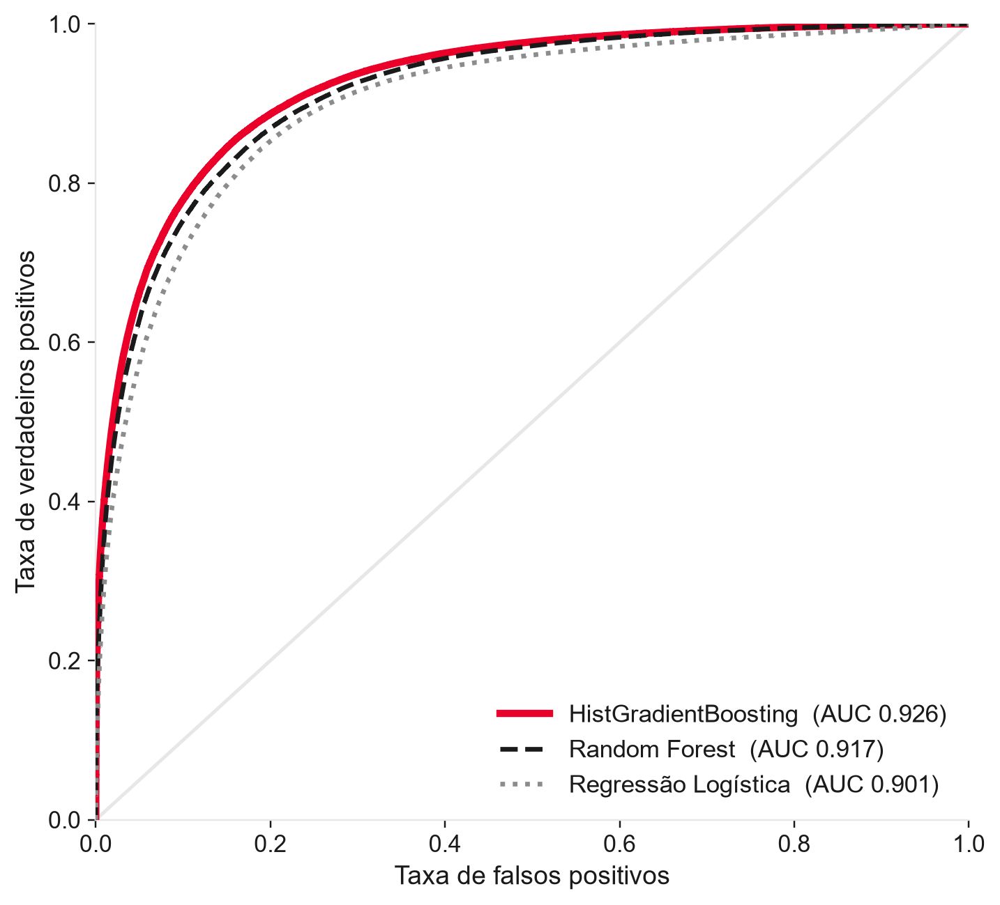 1.0
0.8
0.6
0.4
0.2
0.0
Taxa de verdadeiros positivos
HistGradientBoosting (AUC 0.926)
Random Forest (AUC 0.917)
Regressão Logística (AUC 0.901)
0.0 0.2 0.4 0.6 0.8 1.0
Taxa de falsos positivos